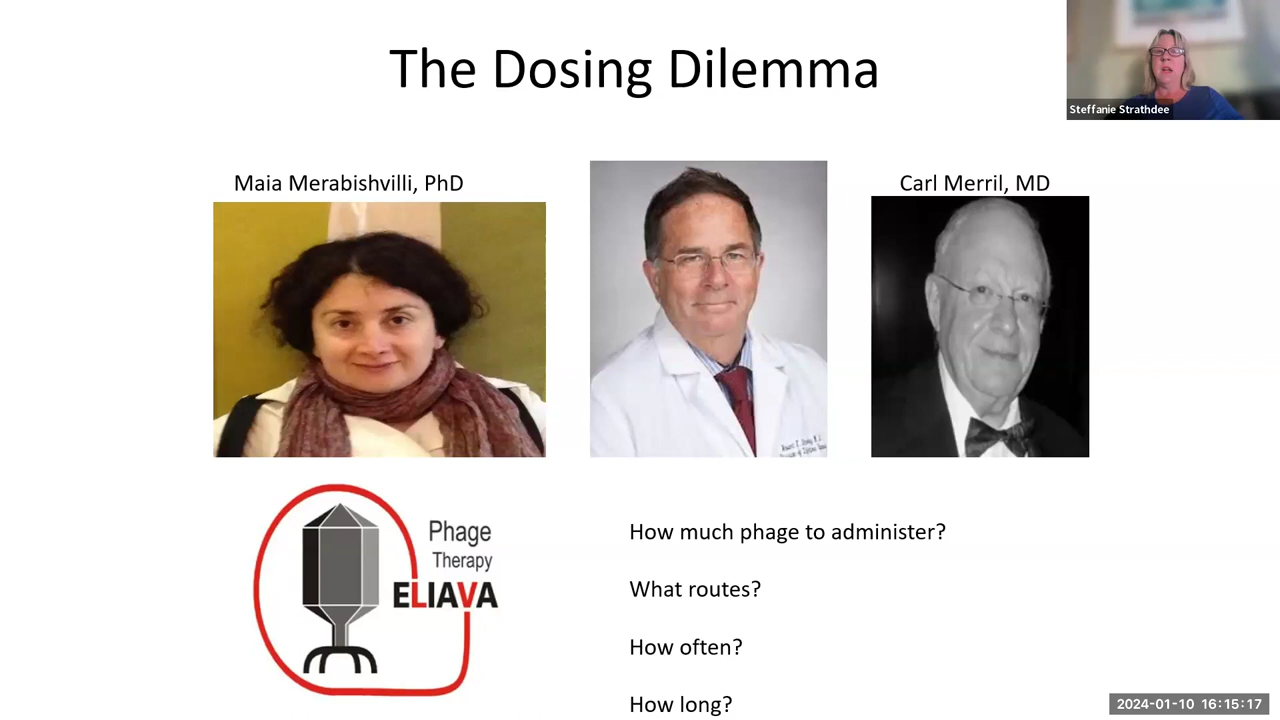 The Dosing Dilemma
Steffanie Strathdee
Maia Merabishvilli, PhD
Carl Merril, MD
Phage
Therapy
ELIAVA
How much phage to administer?
What routes?
How often?
How long?
2024-01-10 16:15:17